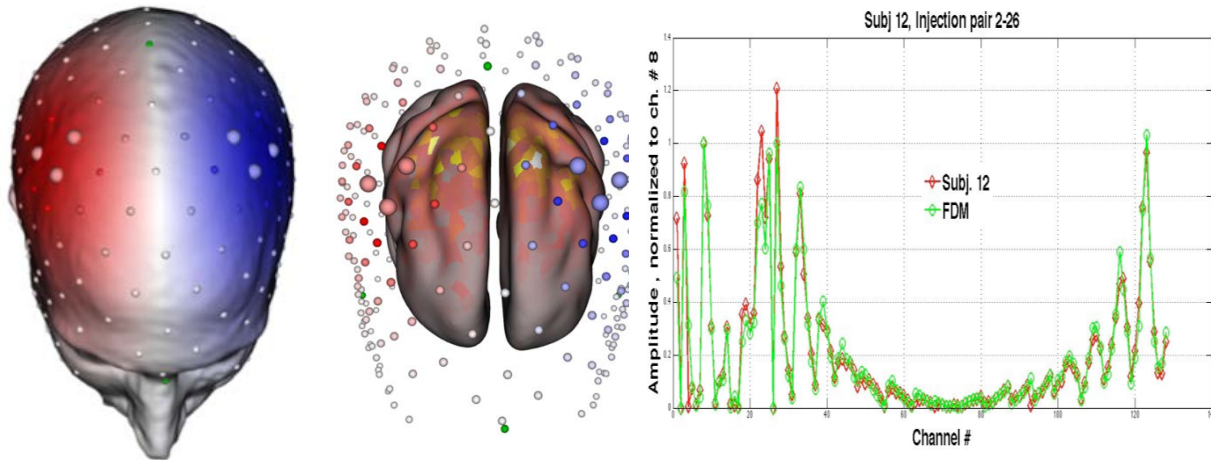 Subj 12, Injection pair 2-26
Amplitude , normalized to ch. # 8
1.4
1.2
1
0.8
0.6
0.4
0.2
0
Subj. 12
FDM
0 20 40 60 80 100 120
Channel #